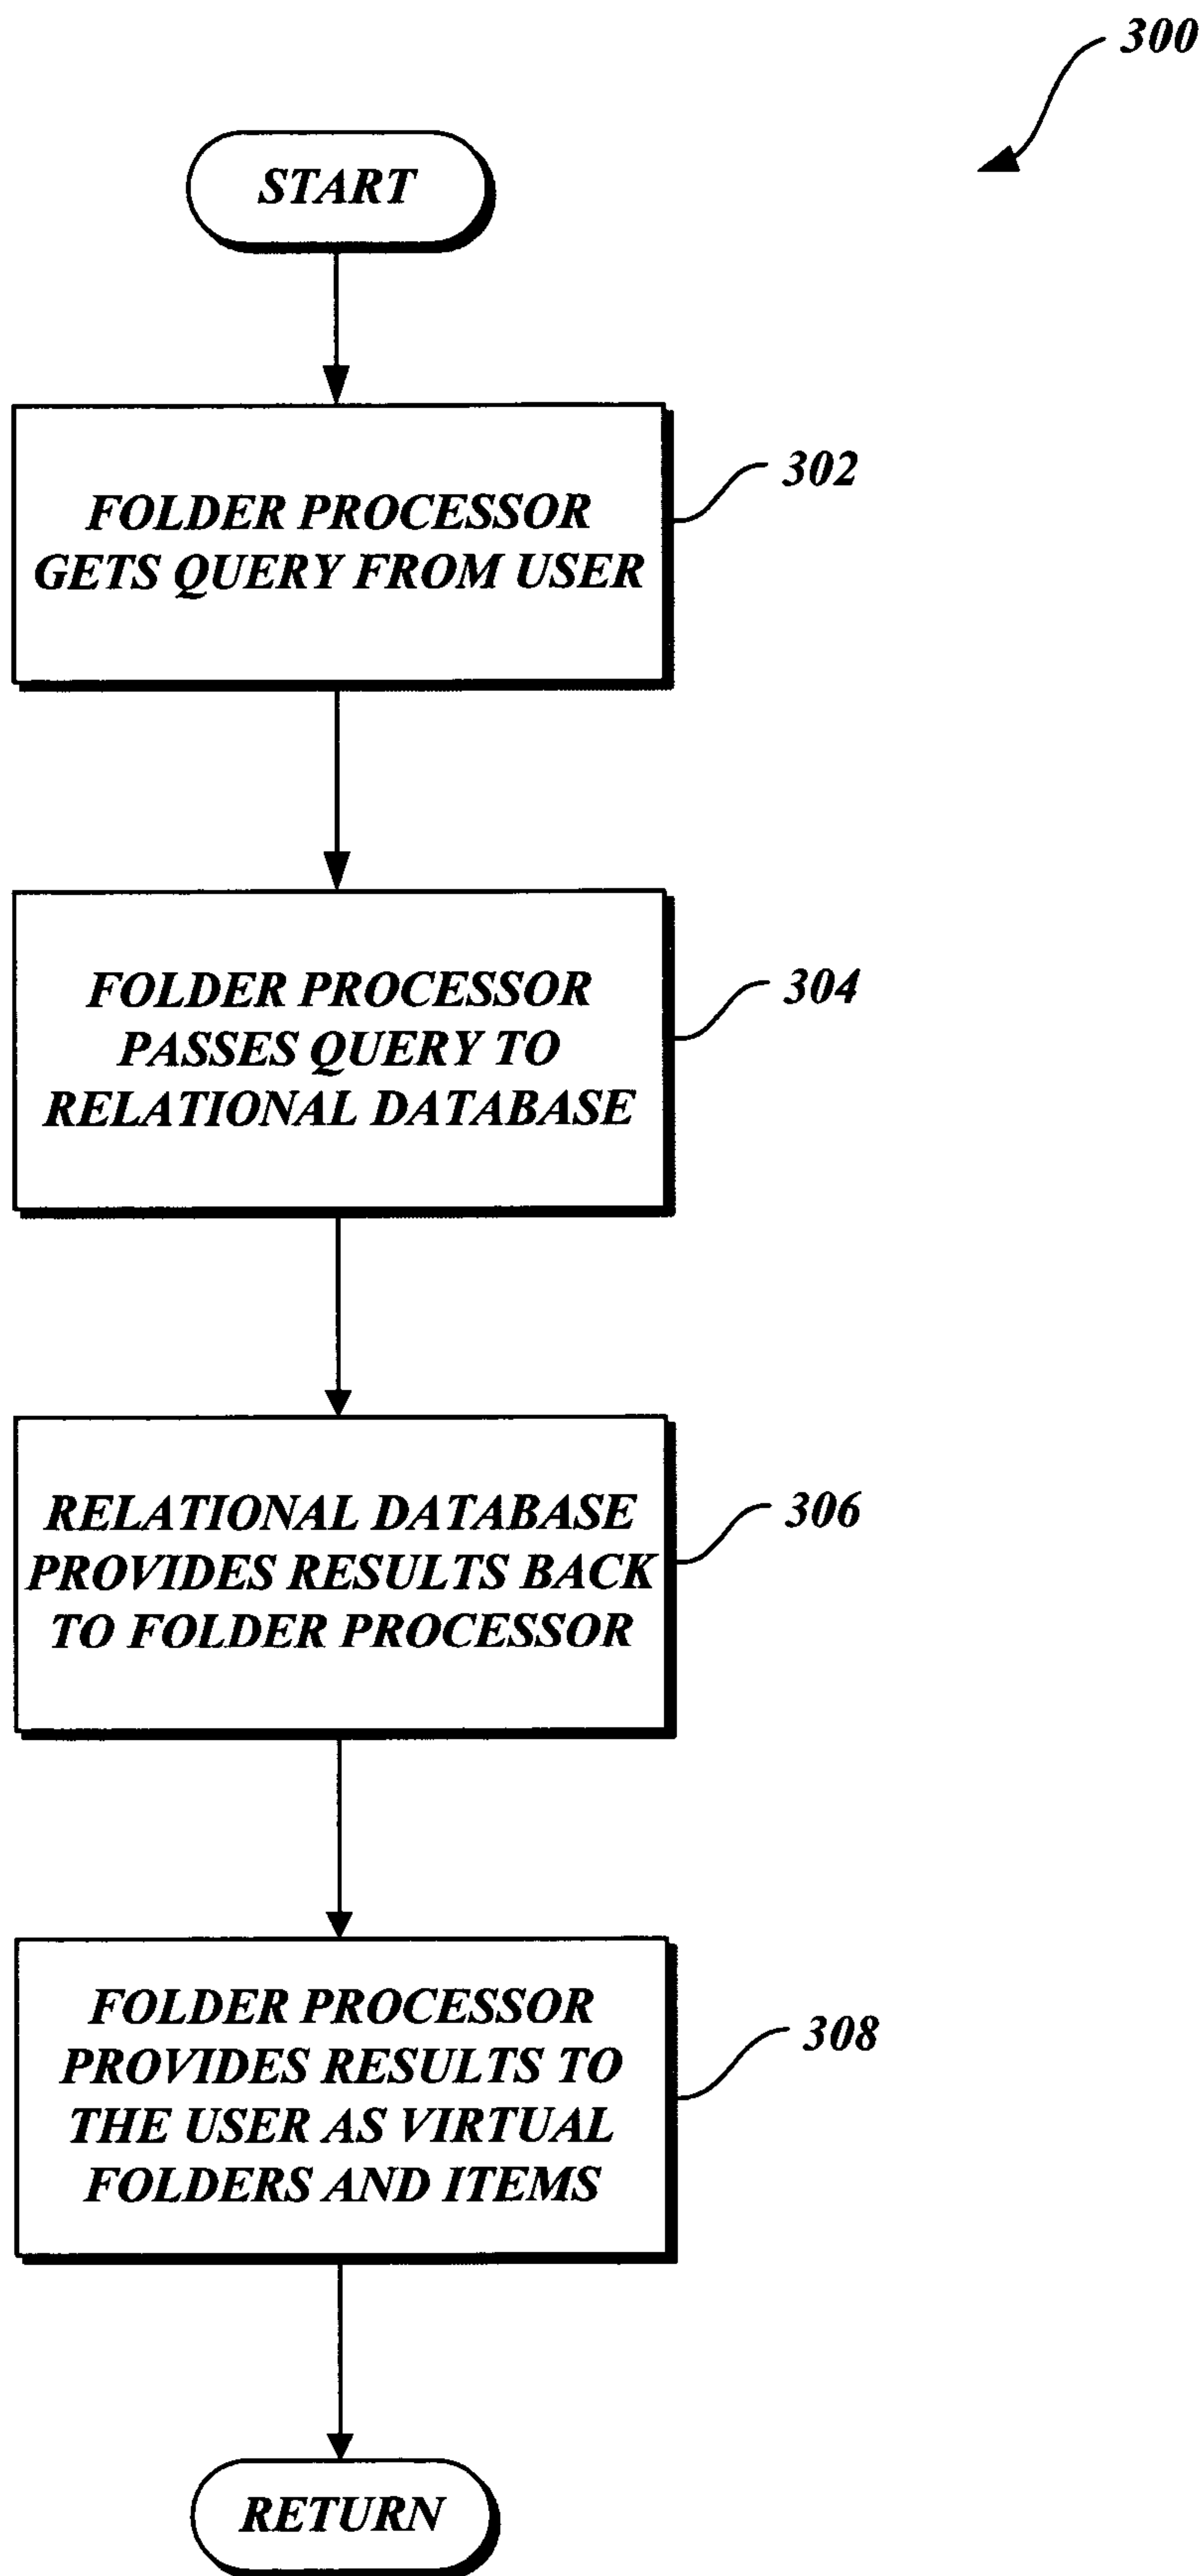 300
START
FOLDER PROCESSOR
GETS QUERY FROM USER
302
FOLDER PROCESSOR
PASSES QUERY TO
RELATIONAL DATABASE
304
RELATIONAL DATABASE
PROVIDES RESULTS BACK
TO FOLDER PROCESSOR
306
FOLDER PROCESSOR
PROVIDES RESULTS TO
THE USER AS VIRTUAL
FOLDERS AND ITEMS
308
RETURN